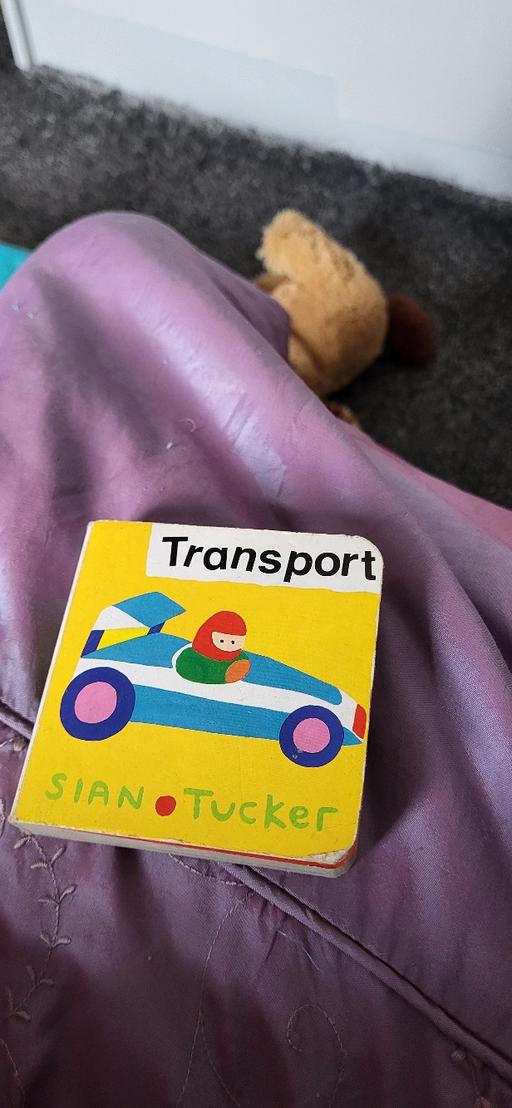 Transport
SIAN • Tucker